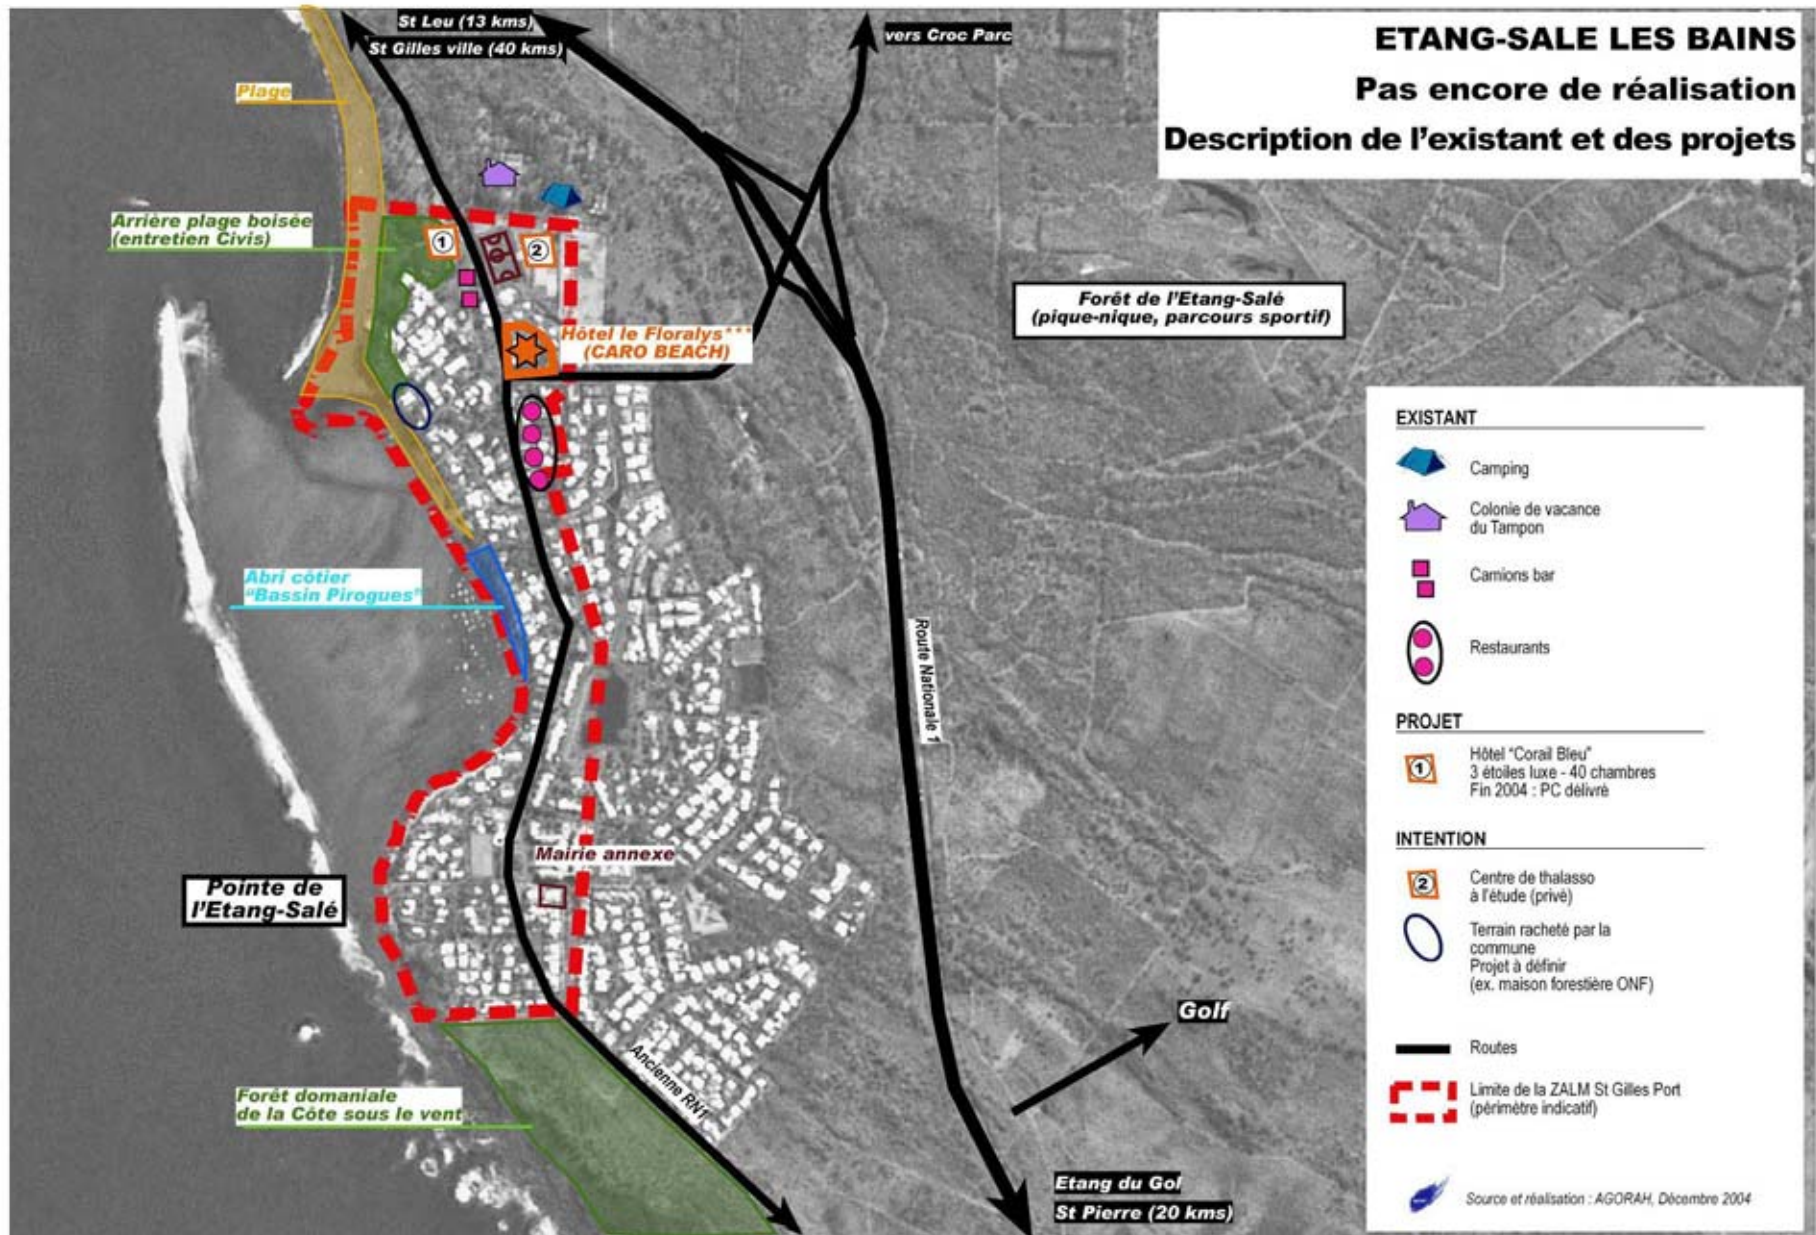 ETANG-SALE LES BAINS
Pas encore de réalisation
Description de l'existant et des projets
St Leu (13 kms)
St Gilles ville (40 kms)
vers Croc Parc
Plage
Arrière plage boisée
(entretien Civis)
1
2
Hôtel le Floralys***
(CARO BEACH)
Forêt de l'Etang-Salé
(pique-nique, parcours sportif)
Abri côtier
"Bassin Pirogues"
Route Nationale 1
Mairie annexe
Pointe de
l'Etang-Salé
Golf
Ancienne RN1
Forêt domaniale
de la Côte sous le vent
Etang du Gol
St Pierre (20 kms)
EXISTANT
Camping
Colonie de vacance
du Tampon
Camions bar
Restaurants
PROJET
1
Hôtel "Corail Bleu"
3 étoiles luxe - 40 chambres
Fin 2004 : PC délivré
INTENTION
2
Centre de thalasso
à l'étude (privé)
Terrain racheté par la
commune
Projet à définir
(ex. maison forestière ONF)
Routes
Limite de la ZALM St Gilles Port
(périmètre indicatif)
Source et réalisation : AGORAH, Décembre 2004